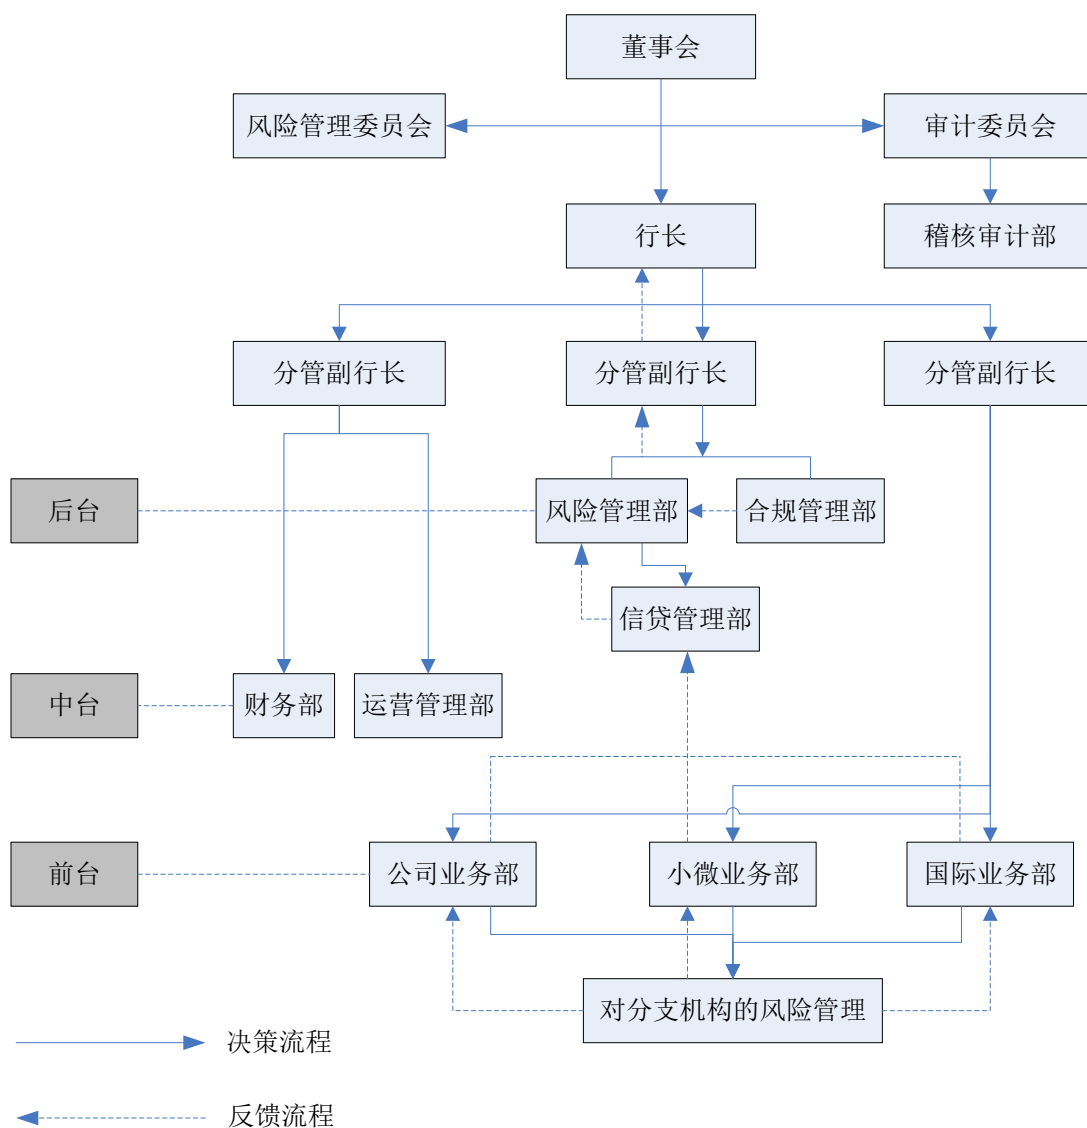 董事会
风险管理委员会
审计委员会
行长
稽核审计部
分管副行长
分管副行长
分管副行长
后台
风险管理部
合规管理部
信贷管理部
中台
财务部
运营管理部
前台
公司业务部
小微业务部
国际业务部
对分支机构的风险管理
决策流程
反馈流程